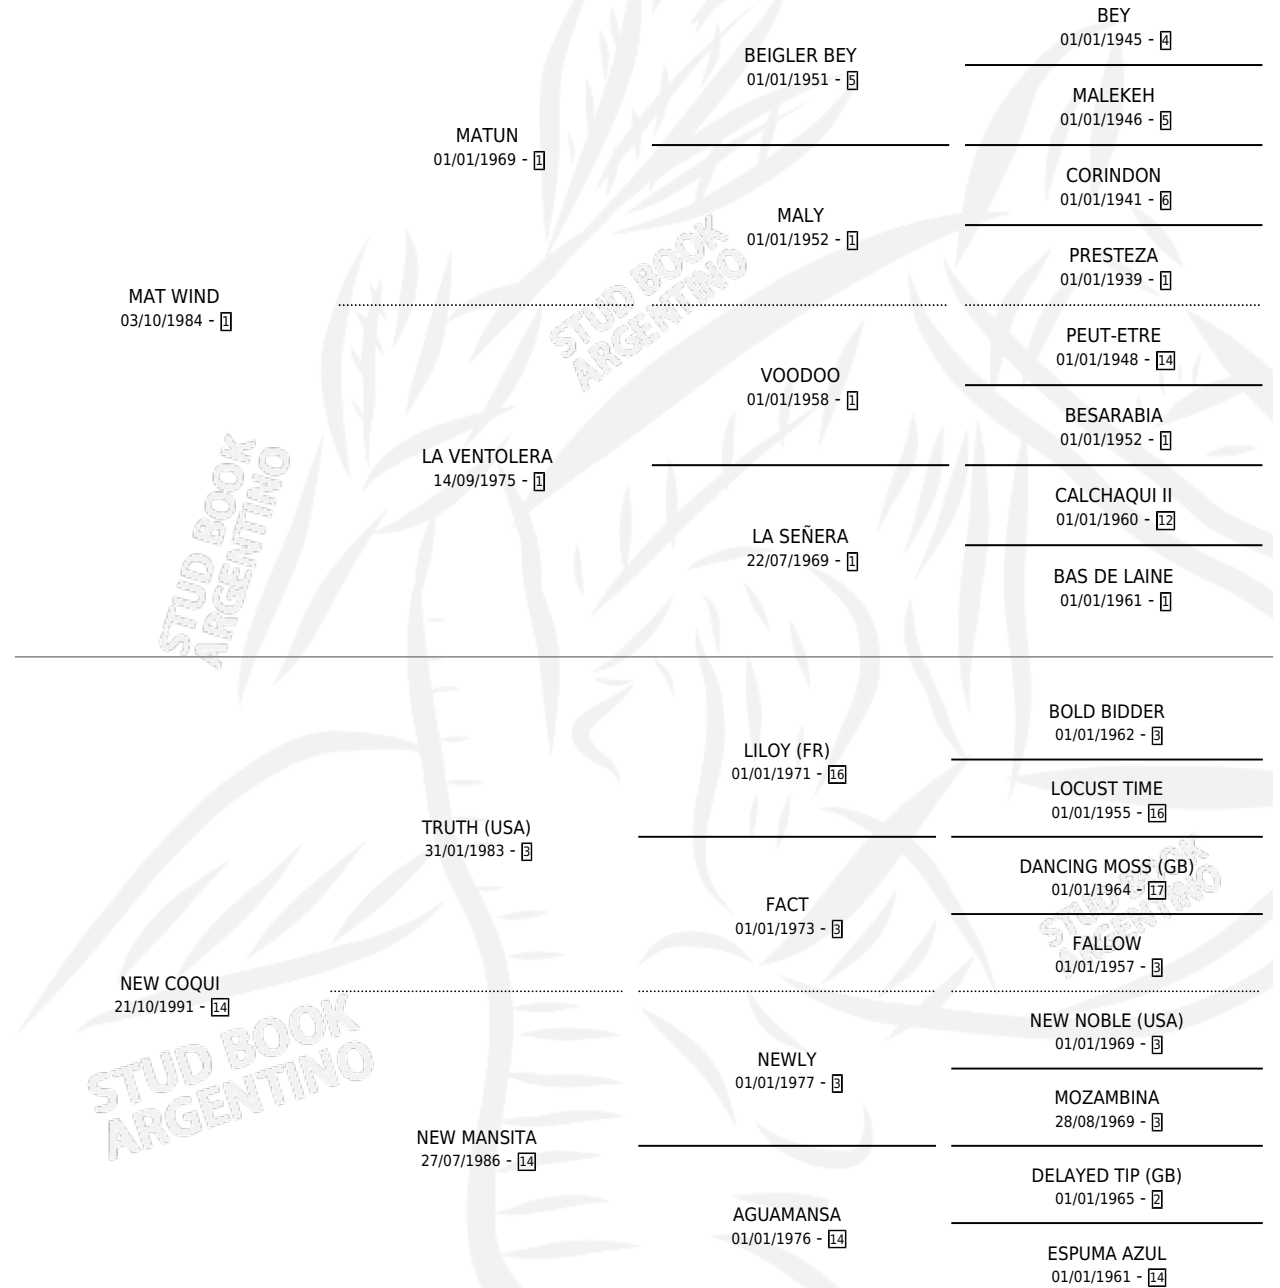 BEY
01/01/1945 - 4
BEIGLER BEY
01/01/1951 - 5
MALEKEH
01/01/1946 - 5
MATUN
01/01/1969 - 1
CORINDON
01/01/1941 - 6
MALY
01/01/1952 - 1
PRESTEZA
01/01/1939 - 1
MAT WIND
03/10/1984 - 1
PEUT-ETRE
01/01/1948 - 14
VOODOO
01/01/1958 - 1
BESARABIA
01/01/1952 - 1
LA VENTOLERA
14/09/1975 - 1
CALCHAQUI II
01/01/1960 - 12
LA SEÑERA
22/07/1969 - 1
BAS DE LAINE
01/01/1961 - 1
STUD BOOK
ARGENTINO
STUD BOOK
ARGENTINO
BOLD BIDDER
01/01/1962 - 3
LILOY (FR)
01/01/1971 - 16
LOCUST TIME
01/01/1955 - 16
TRUTH (USA)
31/01/1983 - 3
DANCING MOSS (GB)
01/01/1964 - 17
FACT
01/01/1973 - 3
FALLOW
01/01/1957 - 3
STUD BOOK
ARGENTINO
NEW COQUI
21/10/1991 - 14
NEW NOBLE (USA)
01/01/1969 - 3
NEWLY
01/01/1977 - 3
MOZAMBINA
28/08/1969 - 3
STUD BOOK
ARGENTINO
NEW MANSITA
27/07/1986 - 14
DELAYED TIP (GB)
01/01/1965 - 2
AGUAMANSA
01/01/1976 - 14
ESPUMA AZUL
01/01/1961 - 14